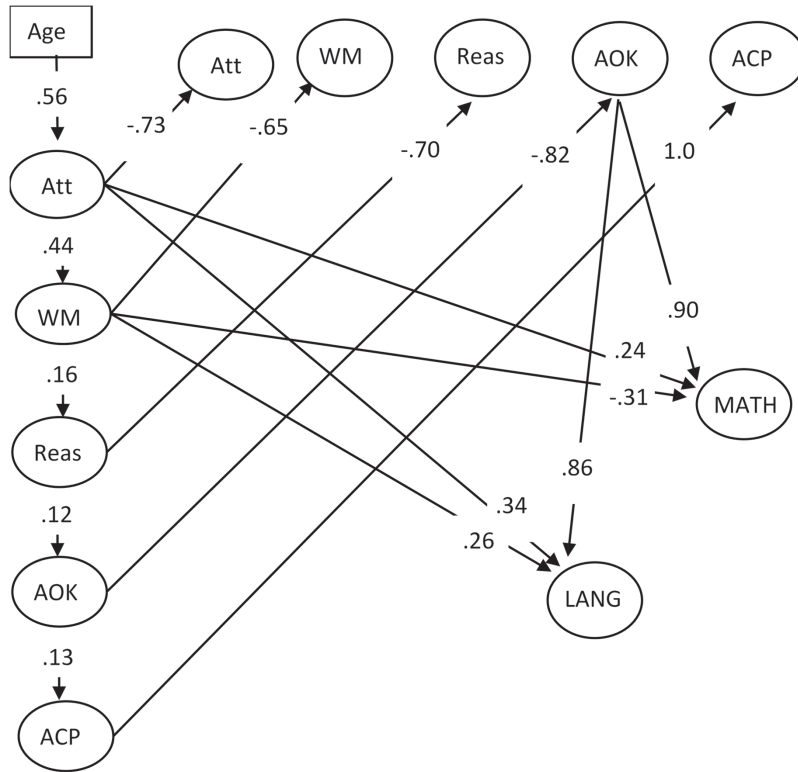 Age
Att
WM
Reas
AOK
ACP
.56
-.73
-.65
-.70
-.82
1.0
Att
.44
WM
.90
.16
.24
-.31
MATH
Reas
.86
.12
.34
.26
AOK
LANG
.13
ACP